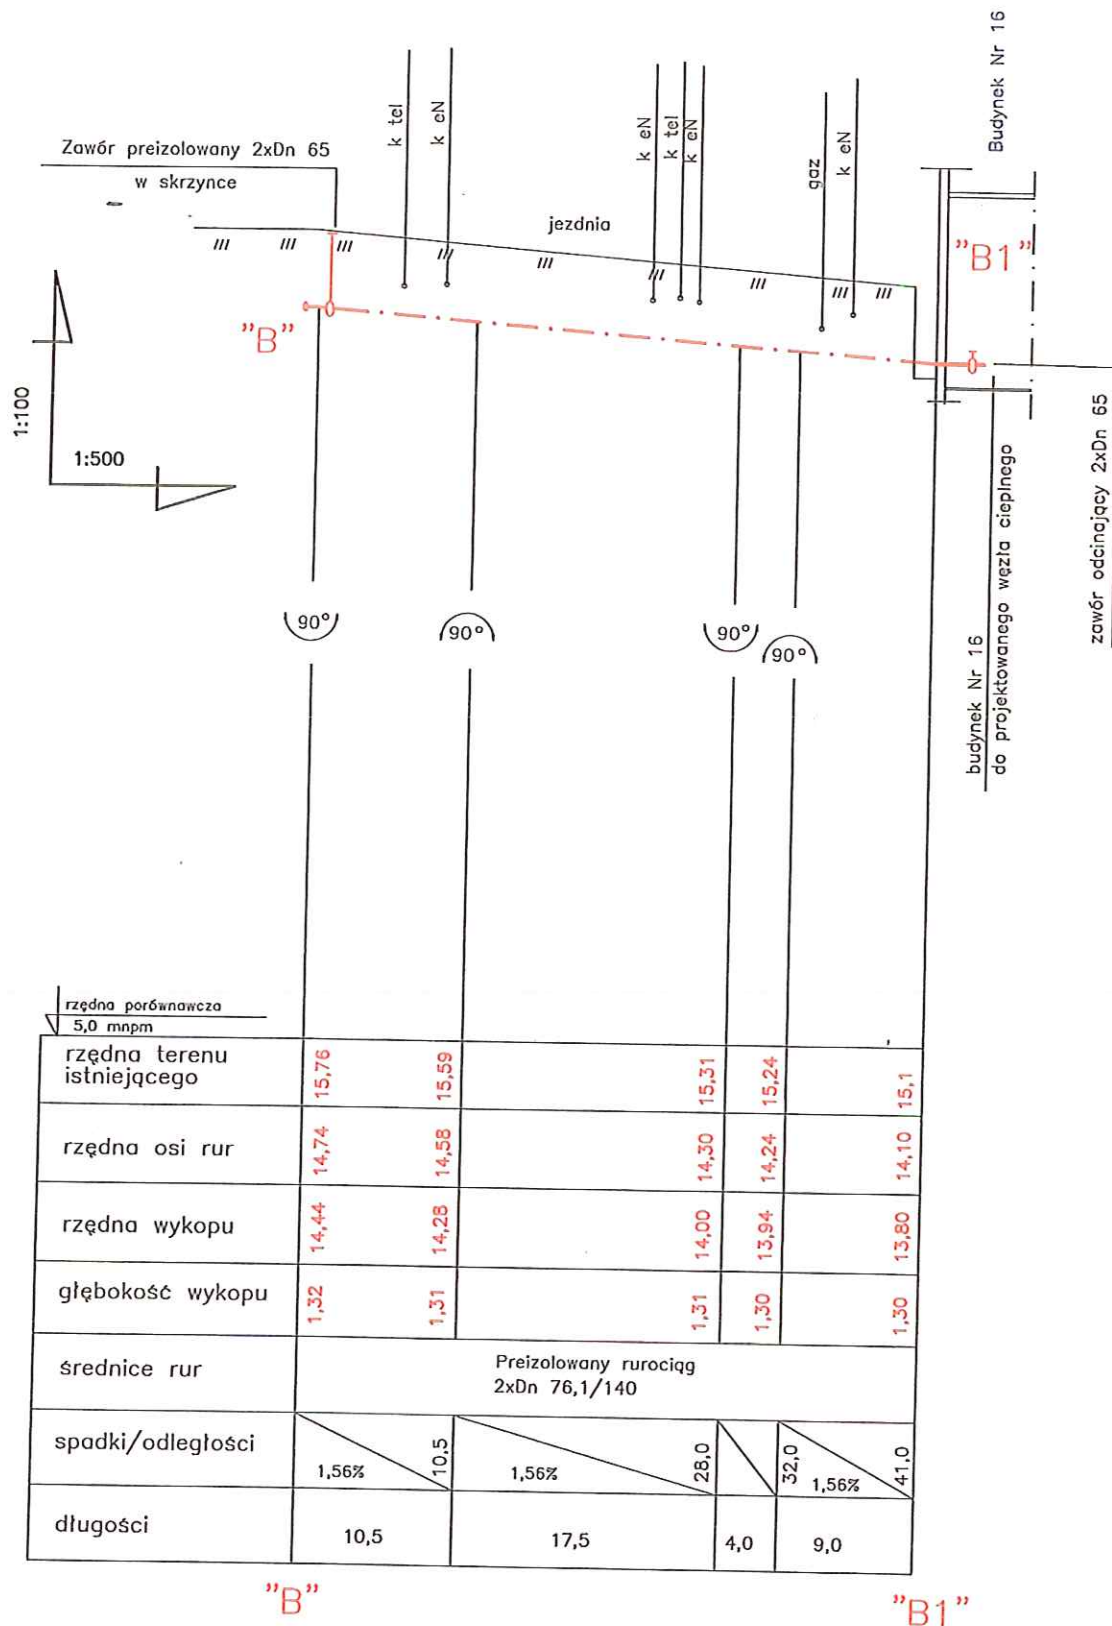 Budynek Nr 16
k tel
k eN
k eN
k tel
k eN
gaz
k eN
Zawór preizolowany 2xDn 65
w skrzynce
jezdnia
"B"
"B1"
1:100
1:500
90°
90°
90°
90°
budynek Nr 16
do projektowanego węzła cieplnego
zawór odcinający 2xDn 65
rzędna porównawcza
5,0 mnpm
rzędna terenu
istniejącego
15,76
15,59
15,31
15,24
15,1
rzędna osi rur
14,74
14,58
14,30
14,24
14,10
rzędna wykopu
14,44
14,28
14,00
13,94
13,80
głębokość wykopu
1,32
1,31
1,31
1,30
1,30
średnice rur
Preizolowany rurociąg
2xDn 76,1/140
spadki/odległości
1,56%
10,5
1,56%
28,0
32,0
1,56%
41,0
długości
10,5
17,5
4,0
9,0
"B"
"B1"